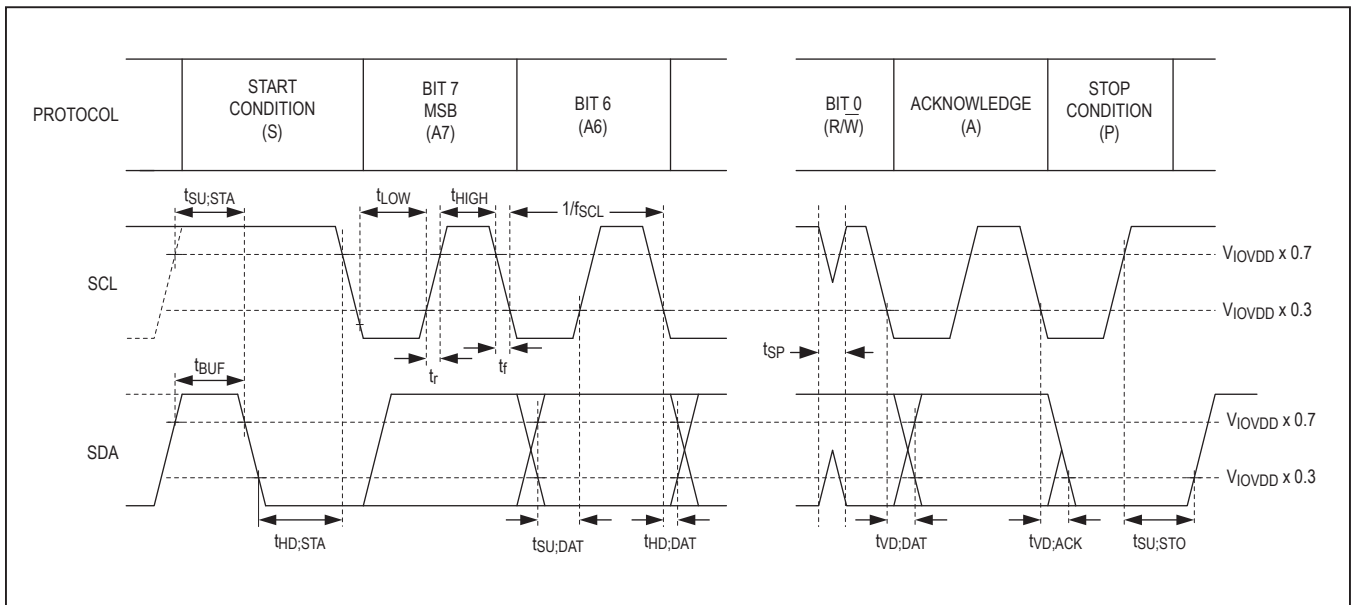 PROTOCOL
START
CONDITION
(S)
BIT 7
MSB
(A7)
BIT 6
(A6)
BIT 0
(R/W̅)
ACKNOWLEDGE
(A)
STOP
CONDITION
(P)
tSU;STA
tLOW
tHIGH
1/fSCL
VIOVDD x 0.7
SCL
VIOVDD x 0.3
tBUF
tr
tf
tSP
VIOVDD x 0.7
SDA
VIOVDD x 0.3
tHD;STA
tSU;DAT
tHD;DAT
tVD;DAT
tVD;ACK
tSU;STO